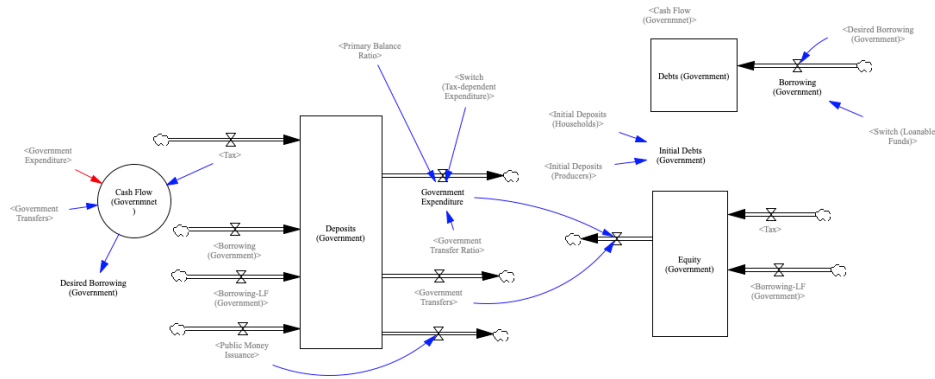 <Cash Flow
(Governmnet)>
<Primary Balance
Ratio>
<Desired Borrowing
(Government)>
<Switch
(Tax-dependent
Expenditure)>
Debts (Government)
Borrowing
(Government)
<Initial Deposits
(Households)>
<Switch (Loanable
Funds)>
<Government
Expenditure>
<Tax>
Initial Debts
(Government)
<Initial Deposits
(Producers)>
Cash Flow
(Governmnet
)
Government
Expenditure
<Government
Transfers>
Deposits
(Government)
<Tax>
<Borrowing
(Government)>
<Government
Transfer Ratio>
Equity
(Government)
Desired Borrowing
(Government)
<Borrowing-LF
(Government)>
<Government
Transfers>
<Borrowing-LF
(Government)>
<Public Money
Issuance>